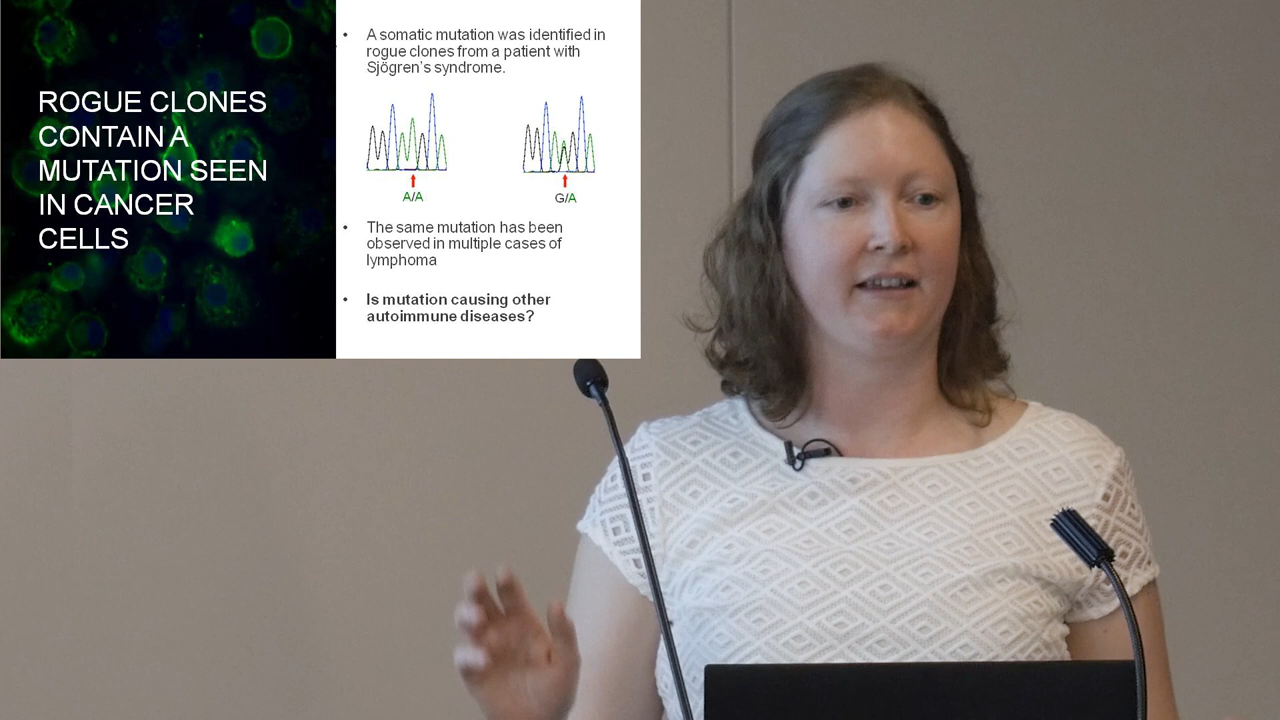 ROGUE CLONES
CONTAIN A
MUTATION SEEN
IN CANCER
CELLS
• A somatic mutation was identified in
rogue clones from a patient with
Sjögren's syndrome.
A/A
G/A
• The same mutation has been
observed in multiple cases of
lymphoma
• Is mutation causing other
autoimmune diseases?